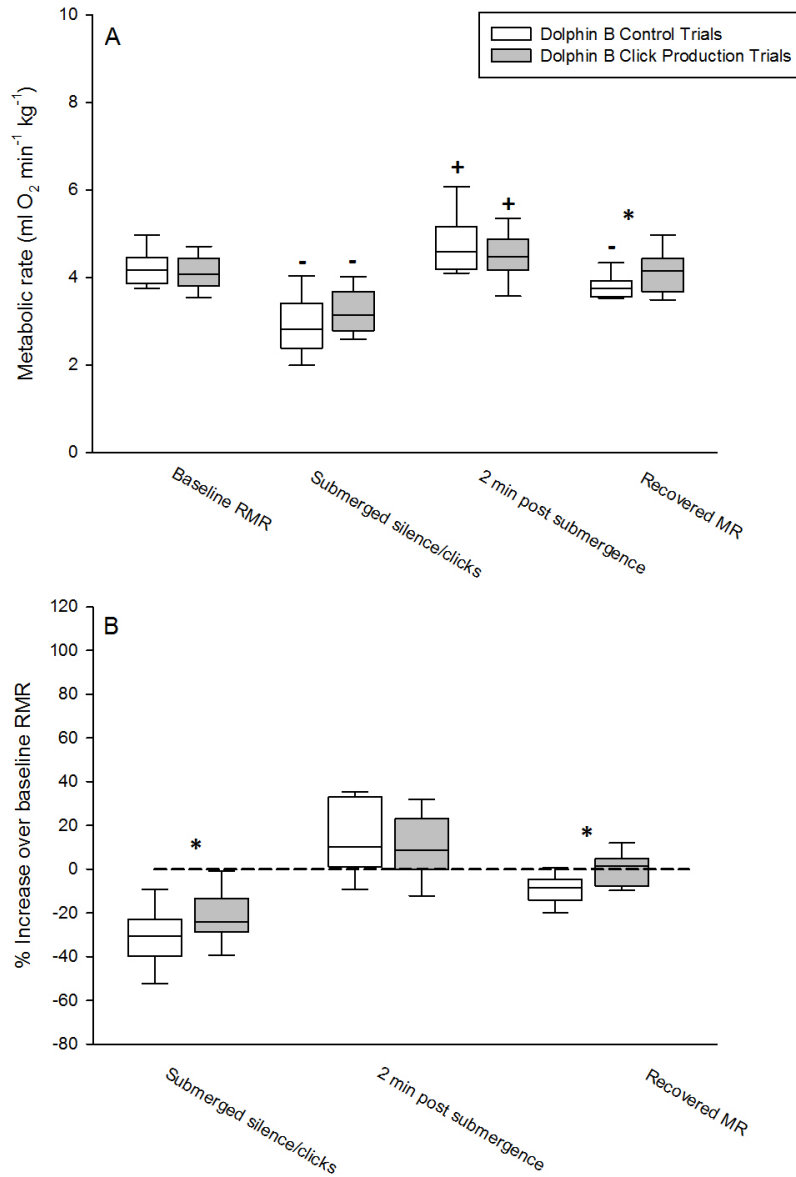 A
Dolphin B Control Trials
Dolphin B Click Production Trials
Metabolic rate (ml O2 min-1 kg-1)
10
8
6
4
2
0
+
+
*
-
-
-
Baseline RMR
Submerged silence/clicks
2 min post submergence
Recovered MR
B
% Increase over baseline RMR
120
100
80
60
40
20
0
-20
-40
-60
-80
*
*
Submerged silence/clicks
2 min post submergence
Recovered MR